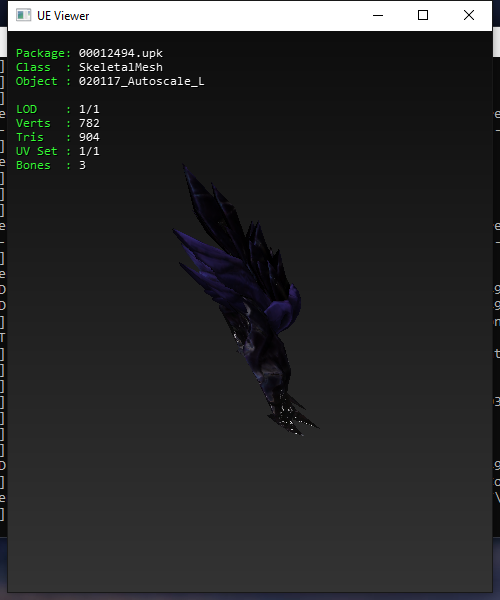 UE Viewer
Package: 00012494.upk
Class : SkeletalMesh
Object : 020117_Autoscale_L
LOD : 1/1
Verts : 782
Tris : 904
UV Set : 1/1
Bones : 3